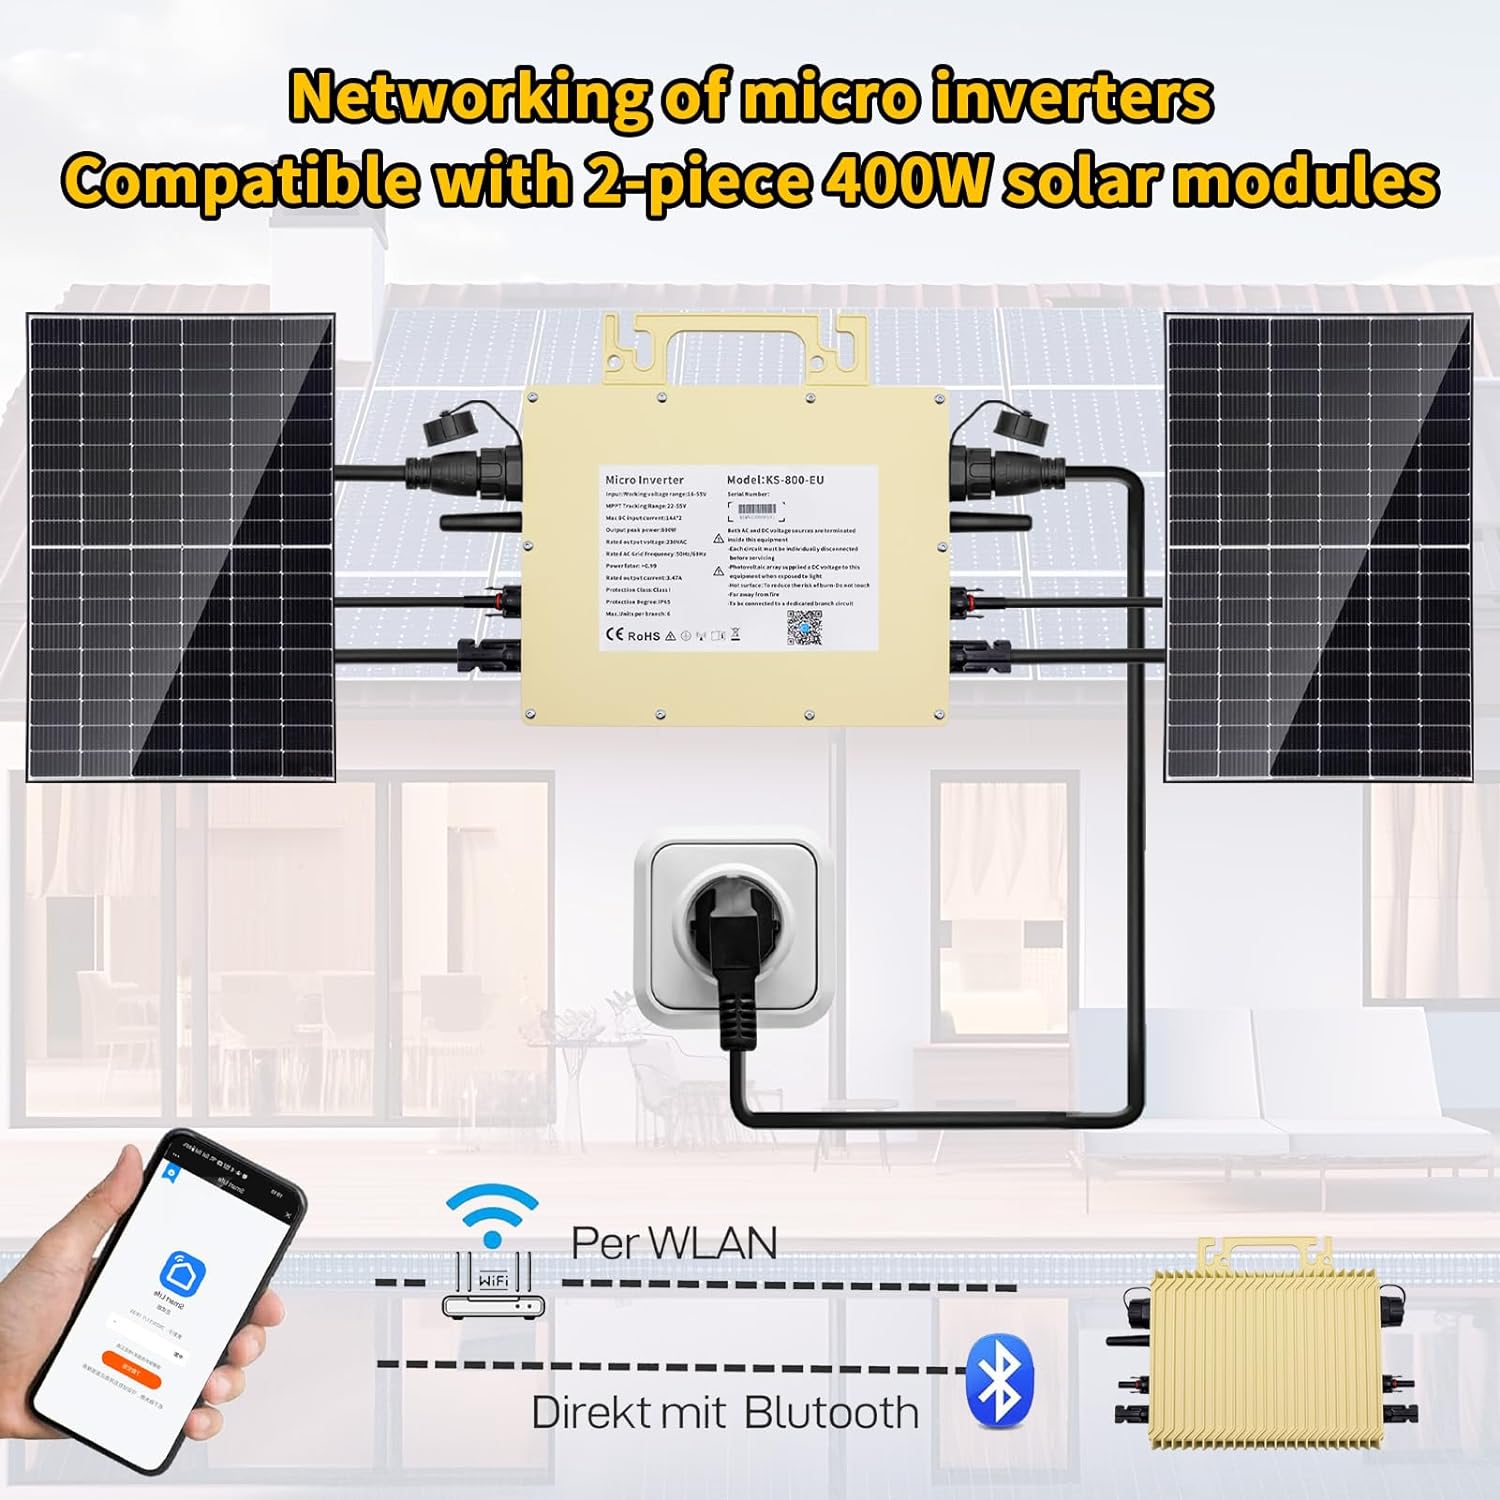 Networking of micro inverters
Compatible with 2-piece 400W solar modules
Micro Inverter
Input:Working voltage range:16-55V
MPPT Tracking Range: 22-55V
Max DC input current:14A*2
Output peak power:800W
Rated output voltage:230VAC
Rated AC Grid frequency:50Hz/60Hz
Power fater: >0.99
Rated output current:3.47A
Protection Class:Class I
Protection Degree:IP65
Max.Units per branch: 6
CE RoHS
Model:KS-800-EU
Serial Number:
Both AC and DC voltage sources are terminated
inside this equipment
-Each circuit must be individually disconnected
before servicing
-Photovoltaic array supplied a DC voltage to this
equipment when exposed to light
-Hot surface: To reduce the risk of burn-Do not touch
-Far away from fire
-To be connected to a dedicated branch circuit
Smart Life
Per WLAN
WiFi
Direkt mit Blutooth